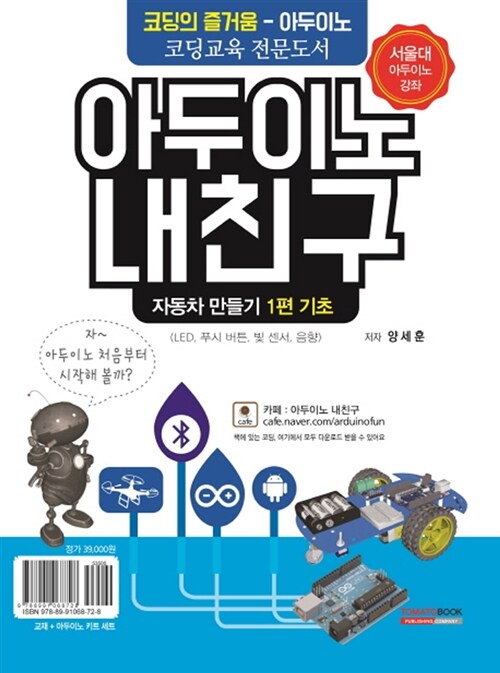 코딩의 즐거움 - 아두이노
코딩교육 전문도서
서울대
아두이노
강좌
아두이노
내친구
자동차 만들기 1편 기초
(LED, 푸시 버튼, 빛 센서, 음향)
저자 양세훈
자~
아두이노 처음부터
시작해 볼까?
cafe
카페 : 아두이노 내친구
cafe.naver.com/arduinofun
책에 있는 코딩, 여기에서 모두 다운로드 받을 수 있어요
정가 39,000원
ISBN 978-89-91068-72-8
교재 + 아두이노 키트 세트
TOMATOBOOK
PUBLISHING COMPANY